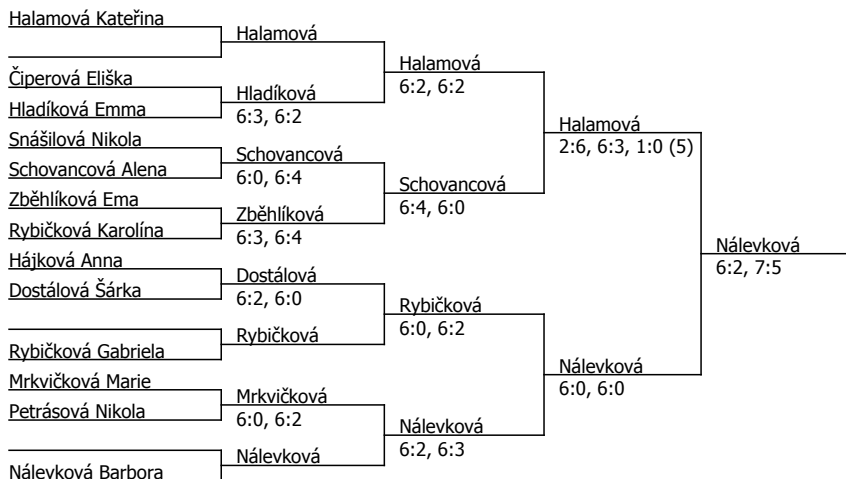 Halamová Kateřina
Čiperová Eliška
Hladíková Emma
Snášilová Nikola
Schovancová Alena
Zběhlíková Ema
Rybičková Karolína
Hájková Anna
Dostálová Šárka
Rybičková Gabriela
Mrkvičková Marie
Petrásová Nikola
Nálevková Barbora
Halamová
Hladíková
6:3, 6:2
Schovancová
6:0, 6:4
Zběhlíková
6:3, 6:4
Dostálová
6:2, 6:0
Rybičková
Mrkvičková
6:0, 6:2
Nálevková
Halamová
6:2, 6:2
Schovancová
6:4, 6:0
Rybičková
6:0, 6:2
Nálevková
6:2, 6:3
Halamová
2:6, 6:3, 1:0 (5)
Nálevková
6:0, 6:0
Nálevková
6:2, 7:5